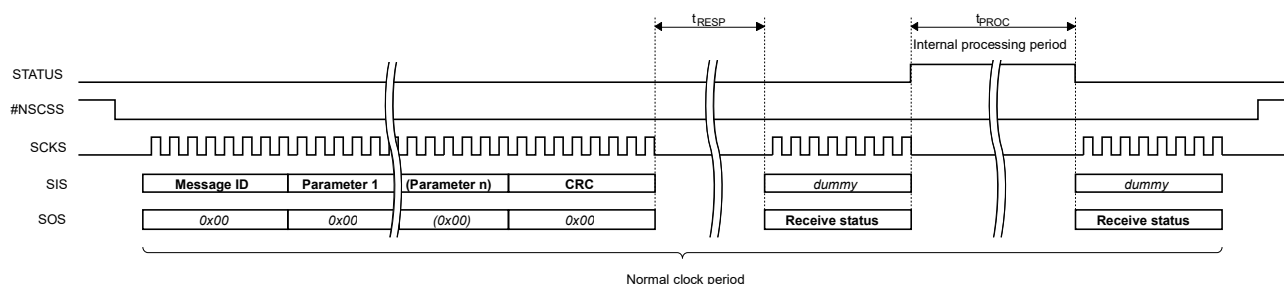 tRESP
tPROC
Internal processing period
STATUS
#NSCSS
SCKS
SIS Message ID Parameter 1 (Parameter n) CRC dummy dummy
SOS 0x00 0x00 (0x00) 0x00 Receive status Receive status
Normal clock period